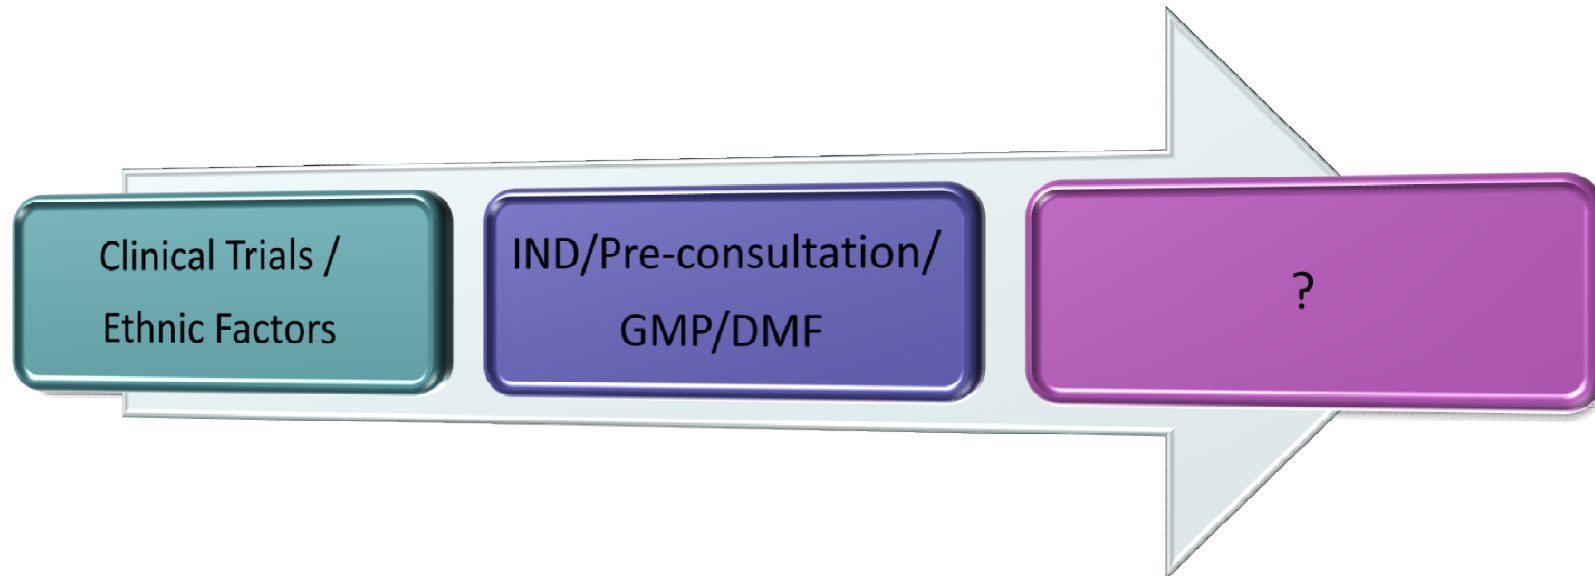 Clinical Trials /
Ethnic Factors
IND/Pre-consultation/
GMP/DMF
?